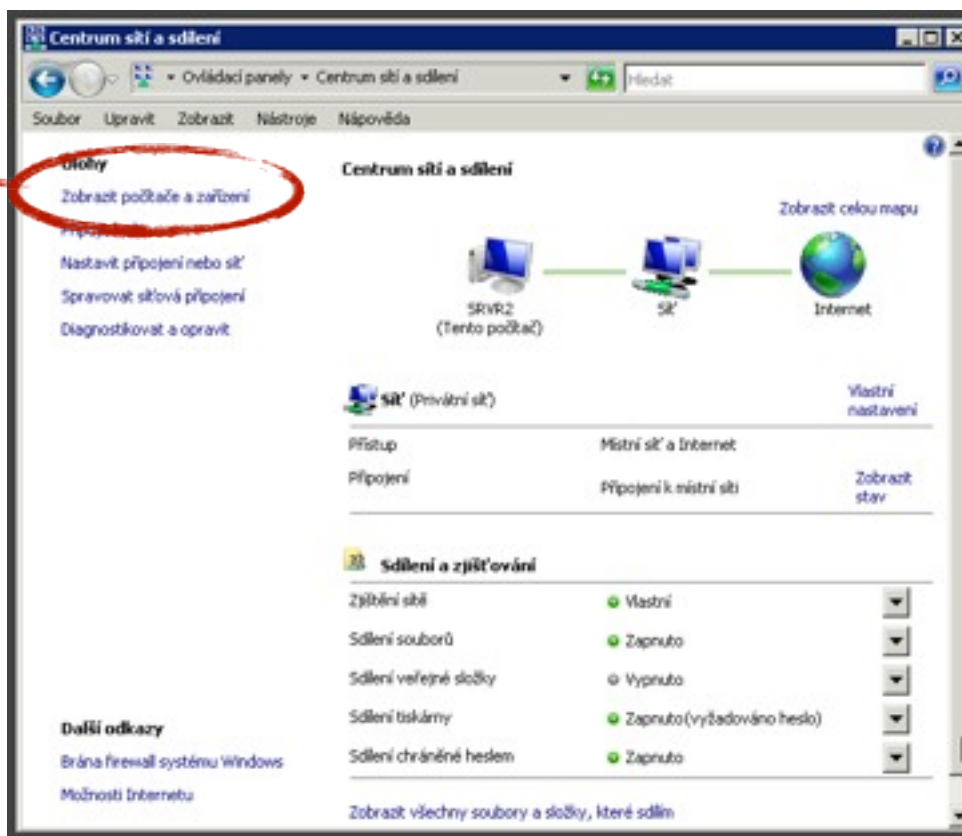 Centrum sítí a sdílení
Ovládací panely
Centrum sítí a sdílení
Hledat
Soubor Upravit Zobrazit Nástroje Nápověda
Úlohy
Zobrazit počítače a zařízení
Nastavit připojení nebo síť
Spravovat síťová připojení
Diagnostikovat a opravit
Centrum sítí a sdílení
Zobrazit celou mapu
SRVR2
(Tento počítač)
Síť
Internet
Síť (Privátní síť)
Vlastní
nastavení
Přístup Místní síť a Internet
Připojení Připojení k místní síti
Zobrazit
stav
Sdílení a zjišťování
Zjištění sítě Vlastní
Sdílení souborů Zapnuto
Sdílení veřejné složky Vypnuto
Sdílení tiskárny Zapnuto(vyžadováno heslo)
Sdílení chráněné heslem Zapnuto
Zobrazit všechny soubory a složky, které sdílím
Další odkazy
Brána firewall systému Windows
Možnosti Internetu